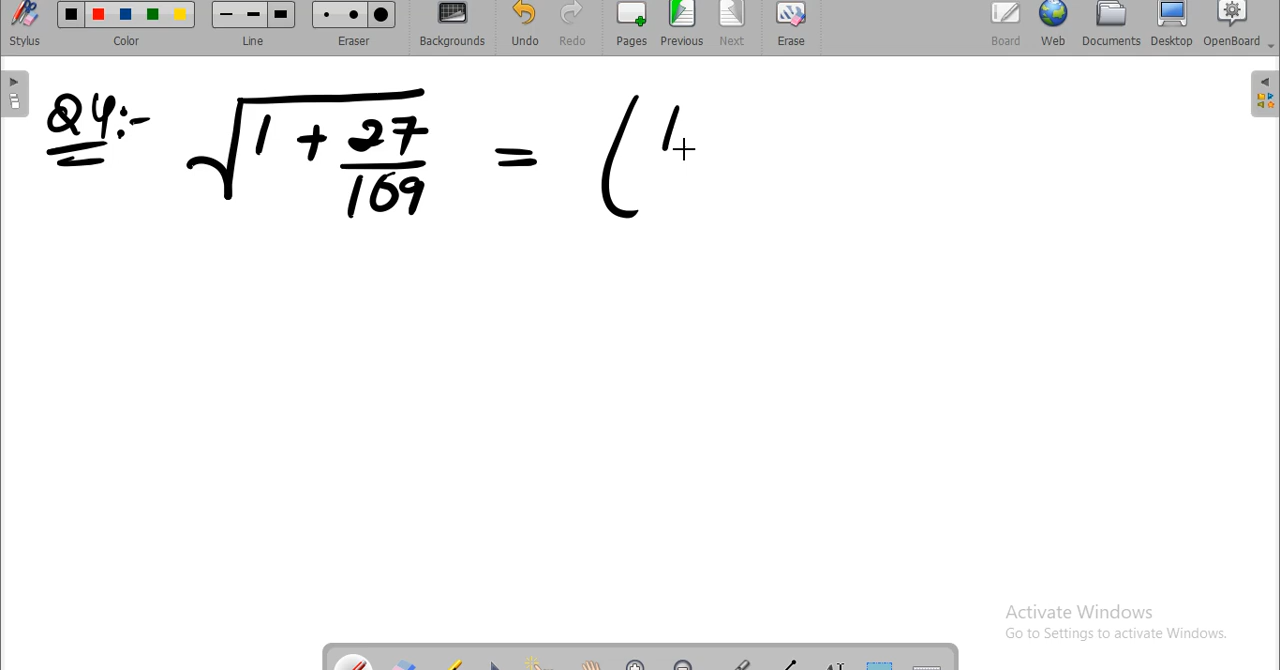 Stylus Color Line Eraser Backgrounds Undo Redo Pages Previous Next Erase Board Web Documents Desktop OpenBoard
Q4:- √(1 + 27/169) = ( 1
Activate Windows
Go to Settings to activate Windows.